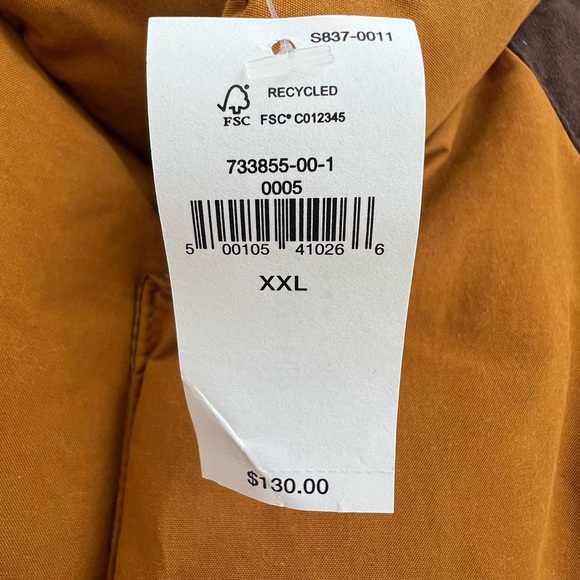 S837-0011
RECYCLED
FSC FSC® C012345
733855-00-1
0005
5 00105 41026 6
XXL
$130.00